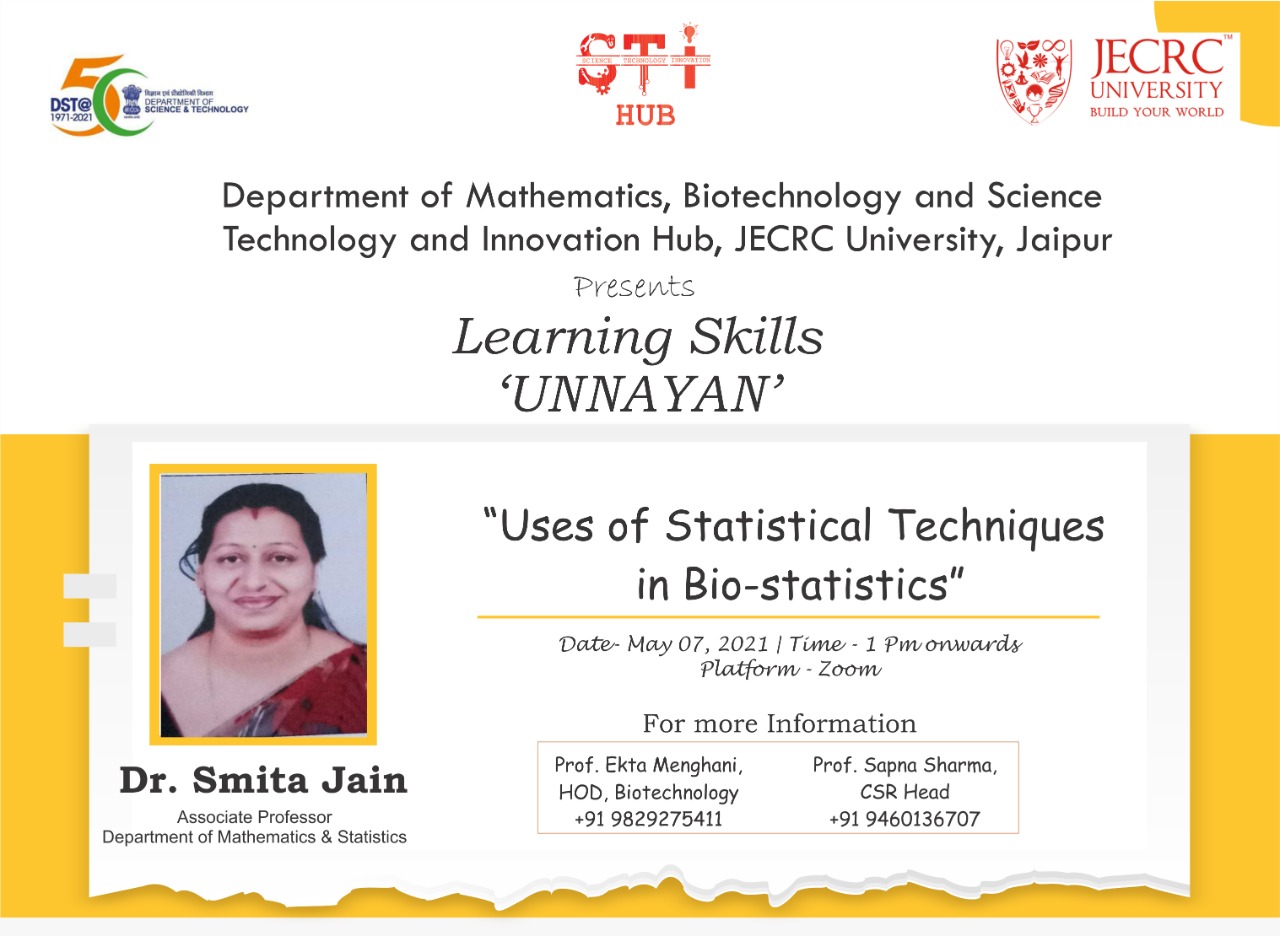 DST@
1971-2021
विज्ञान एवं प्रौद्योगिकी विभाग
DEPARTMENT OF
SCIENCE & TECHNOLOGY
STi
SCIENCE TECHNOLOGY INNOVATION
HUB
JECRC™
UNIVERSITY
BUILD YOUR WORLD
Department of Mathematics, Biotechnology and Science
Technology and Innovation Hub, JECRC University, Jaipur
Presents
Learning Skills
‘UNNAYAN’
“Uses of Statistical Techniques
in Bio-statistics”
Date- May 07, 2021 | Time - 1 Pm onwards
Platform - Zoom
For more Information
Prof. Ekta Menghani,
HOD, Biotechnology
+91 9829275411
Prof. Sapna Sharma,
CSR Head
+91 9460136707
Dr. Smita Jain
Associate Professor
Department of Mathematics & Statistics